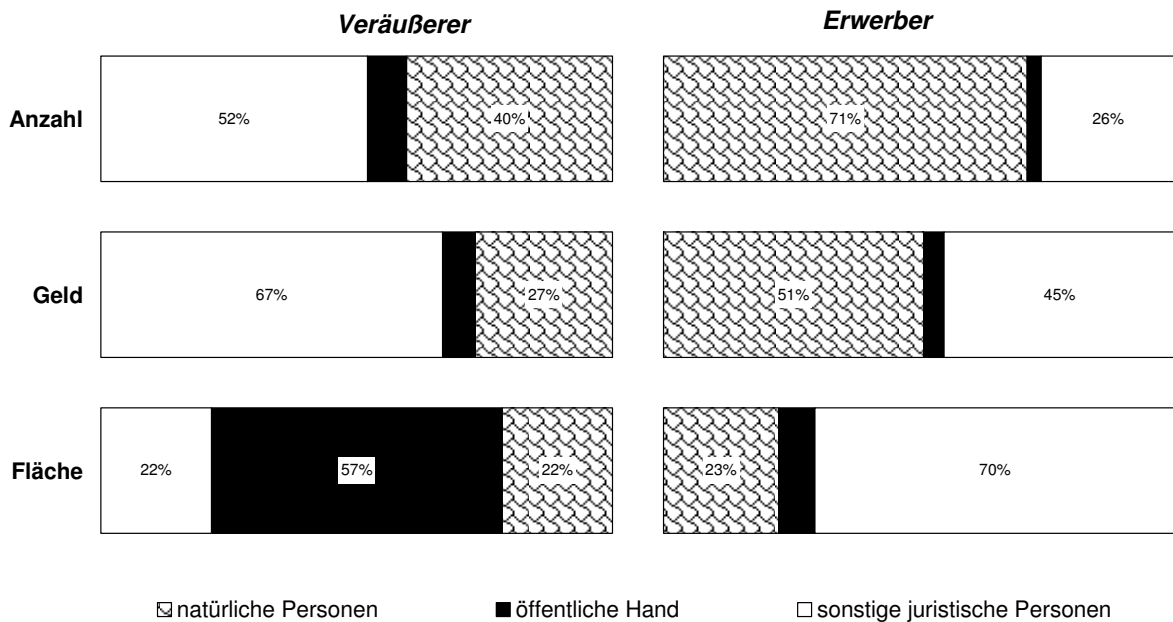 Veräußerer Erwerber
Anzahl 52% 40% 71% 26%
Geld 67% 27% 51% 45%
Fläche 22% 57% 22% 23% 70%
natürliche Personen öffentliche Hand sonstige juristische Personen